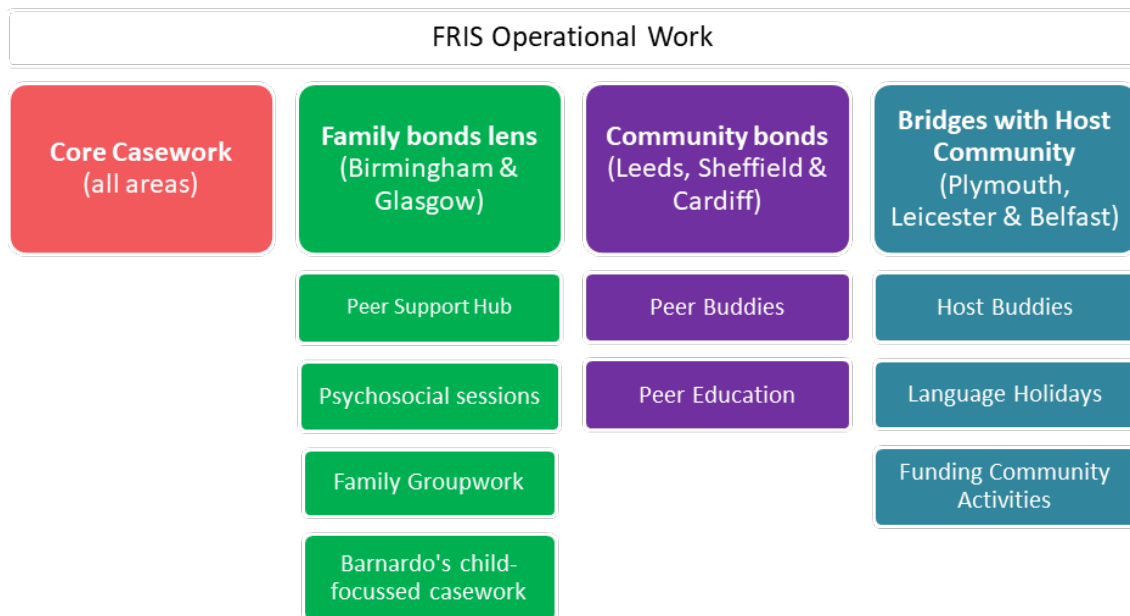 FRIS Operational Work
Core Casework
(all areas)
Family bonds lens
(Birmingham &
Glasgow)
Peer Support Hub
Psychosocial sessions
Family Groupwork
Barnardo's child-
focussed casework
Community bonds
(Leeds, Sheffield &
Cardiff)
Peer Buddies
Peer Education
Bridges with Host
Community
(Plymouth,
Leicester & Belfast)
Host Buddies
Language Holidays
Funding Community
Activities